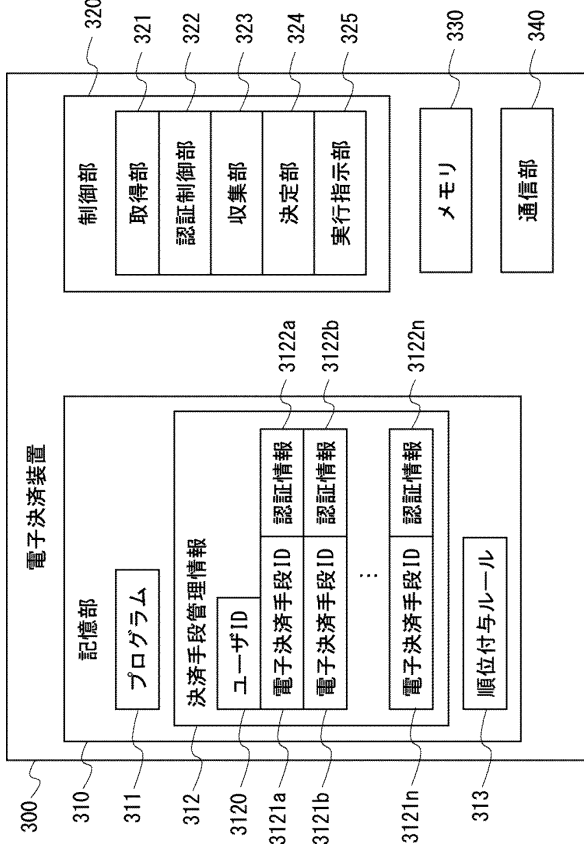 電子決済装置
300
記憶部
310
プログラム
311
決済手段管理情報
312
ユーザID
3120
電子決済手段ID
認証情報
3121a
3122a
電子決済手段ID
認証情報
3121b
3122b
⋮
電子決済手段ID
認証情報
3121n
3122n
順位付与ルール
313
制御部
320
取得部
321
認証制御部
322
収集部
323
決定部
324
実行指示部
325
メモリ
330
通信部
340